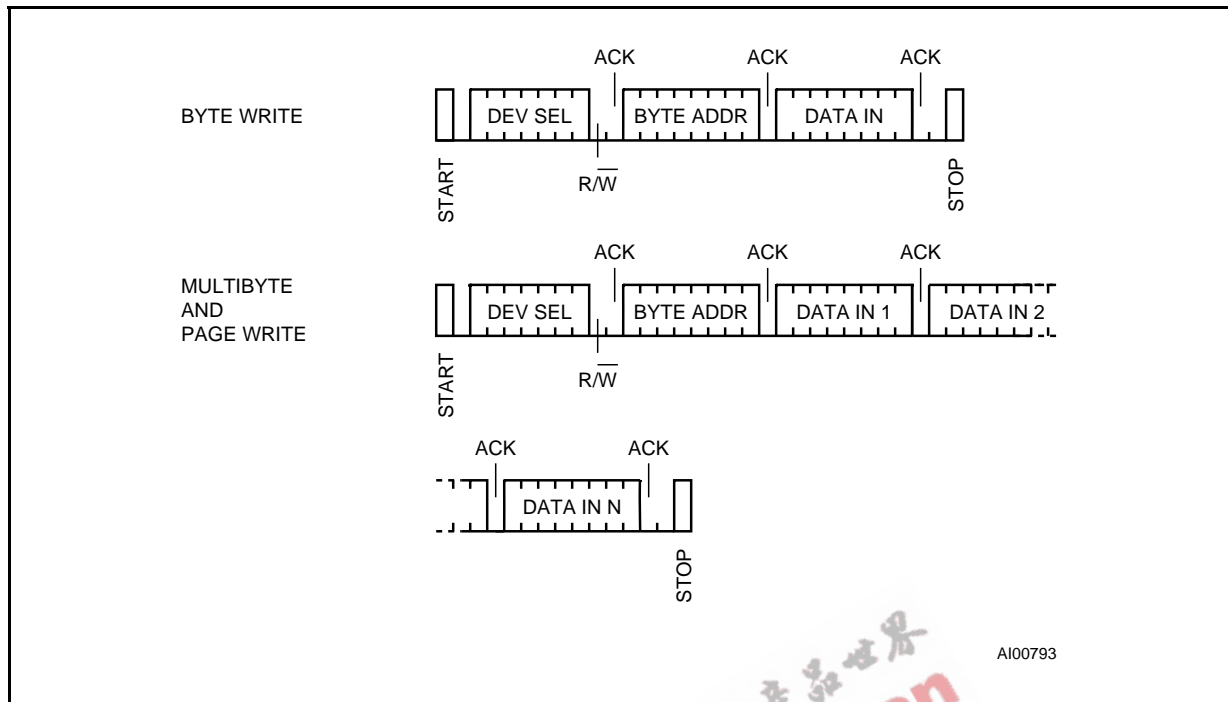 ACK ACK ACK
BYTE WRITE
DEV SEL BYTE ADDR DATA IN
R/W̅
START STOP
ACK ACK ACK
MULTIBYTE
AND
PAGE WRITE
DEV SEL BYTE ADDR DATA IN 1 DATA IN 2
R/W̅
START
ACK ACK
DATA IN N
STOP
AI00793